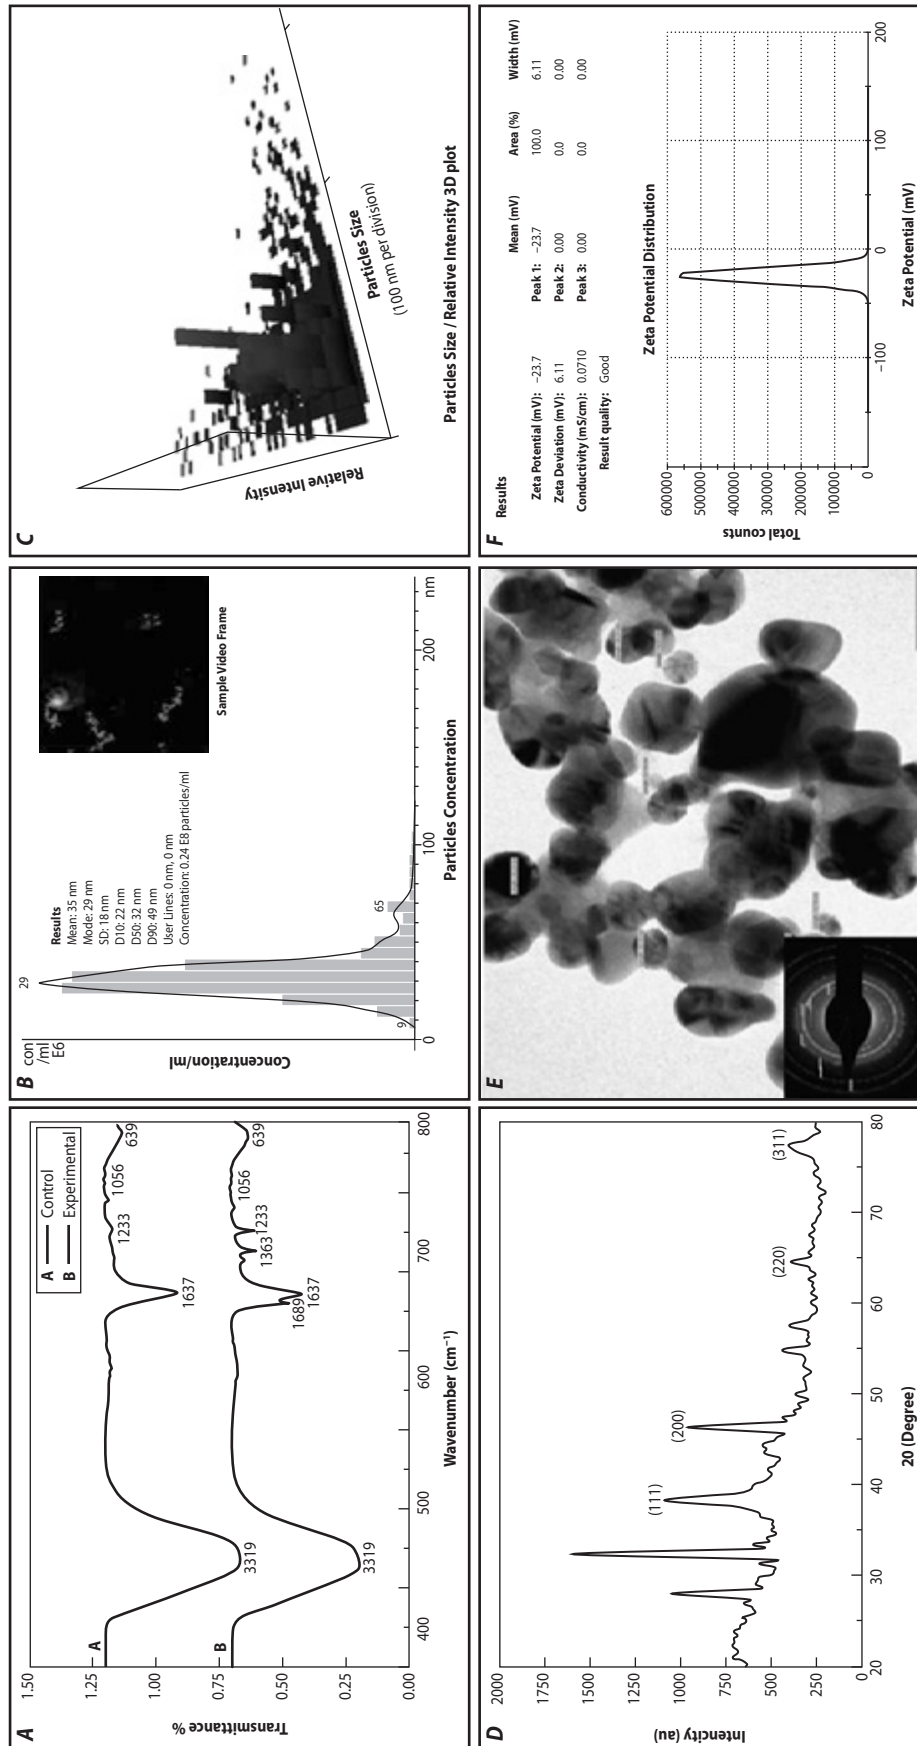 A
A Control
B Experimental
1.50
1.25
1.00
0.75
0.50
0.25
0.00
Transmittance %
A
3319
1637
1233
1056
639
B
3319
1689
1637
1363
1233
1056
639
400
500
600
700
800
Wavenumber (cm⁻¹)
B
con
/ml
E6
Concentration/ml
29
9
65
Results
Mean: 35 nm
Mode: 29 nm
SD: 18 nm
D10: 22 nm
D50: 32 nm
D90: 49 nm
User Lines: 0 nm, 0 nm
Concentration: 0.24 E8 particles/ml
Sample Video Frame
0
100
200
nm
Particles Concentration
C
Relative Intensity
Particles Size
(100 nm per division)
Particles Size / Relative Intensity 3D plot
D
2000
1750
1500
1250
1000
750
500
250
0
Intencity (au)
(111)
(200)
(220)
(311)
20
30
40
50
60
70
80
20 (Degree)
E
F
Results
Mean (mV) Area (%) Width (mV)
Zeta Potential (mV): −23.7 Peak 1: −23.7 100.0 6.11
Zeta Deviation (mV): 6.11 Peak 2: 0.00 0.0 0.00
Conductivity (mS/cm): 0.0710 Peak 3: 0.00 0.0 0.00
Result quality: Good
Zeta Potential Distribution
600000
500000
400000
300000
200000
100000
0
Total counts
−100
0
100
200
Zeta Potential (mV)